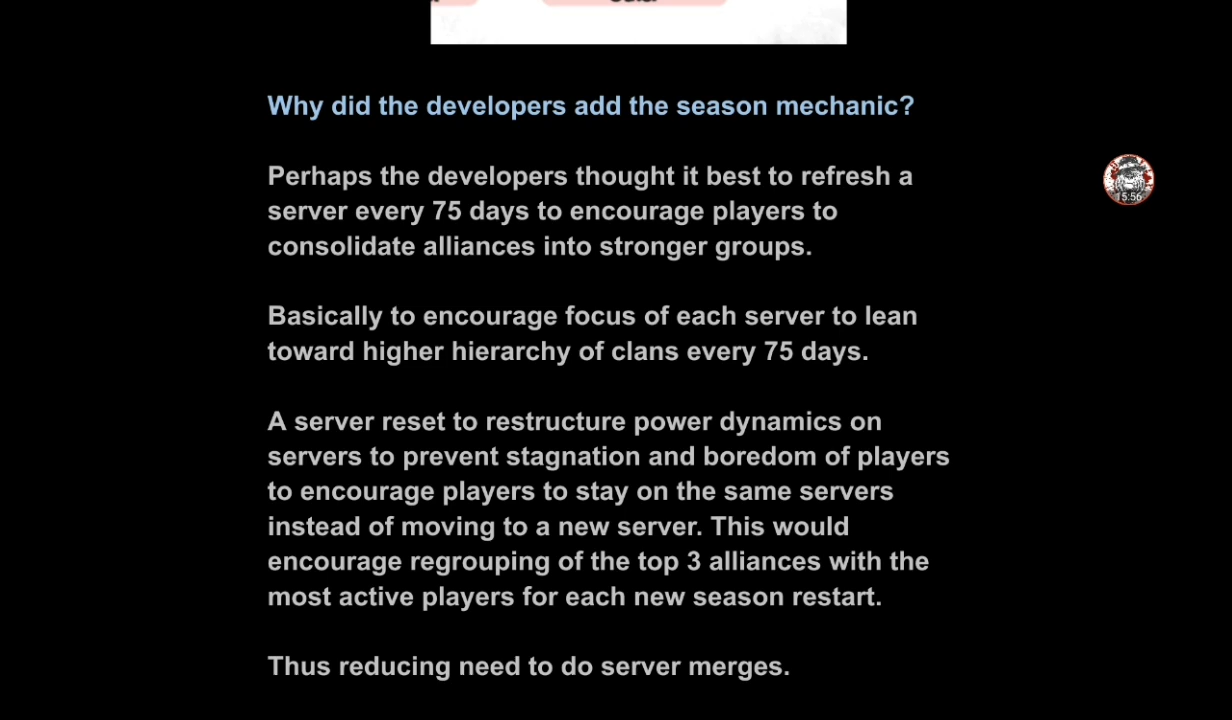 Why did the developers add the season mechanic?
Perhaps the developers thought it best to refresh a
server every 75 days to encourage players to
consolidate alliances into stronger groups.
15:56
Basically to encourage focus of each server to lean
toward higher hierarchy of clans every 75 days.
A server reset to restructure power dynamics on
servers to prevent stagnation and boredom of players
to encourage players to stay on the same servers
instead of moving to a new server. This would
encourage regrouping of the top 3 alliances with the
most active players for each new season restart.
Thus reducing need to do server merges.